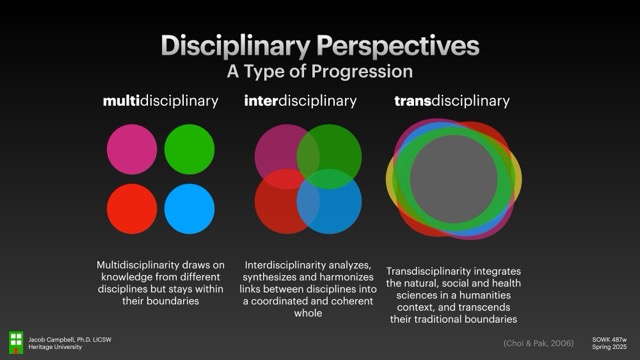 Disciplinary Perspectives
A Type of Progression
multidisciplinary
interdisciplinary
transdisciplinary
Multidisciplinarity draws on
knowledge from different
disciplines but stays within
their boundaries
Interdisciplinarity analyzes,
synthesizes and harmonizes
links between disciplines into
a coordinated and coherent
whole
Transdisciplinarity integrates
the natural, social and health
sciences in a humanities
context, and transcends
their traditional boundaries
Jacob Campbell, Ph.D. LICSW
Heritage University
(Choi & Pak, 2006)
SOWK 487w
Spring 2025